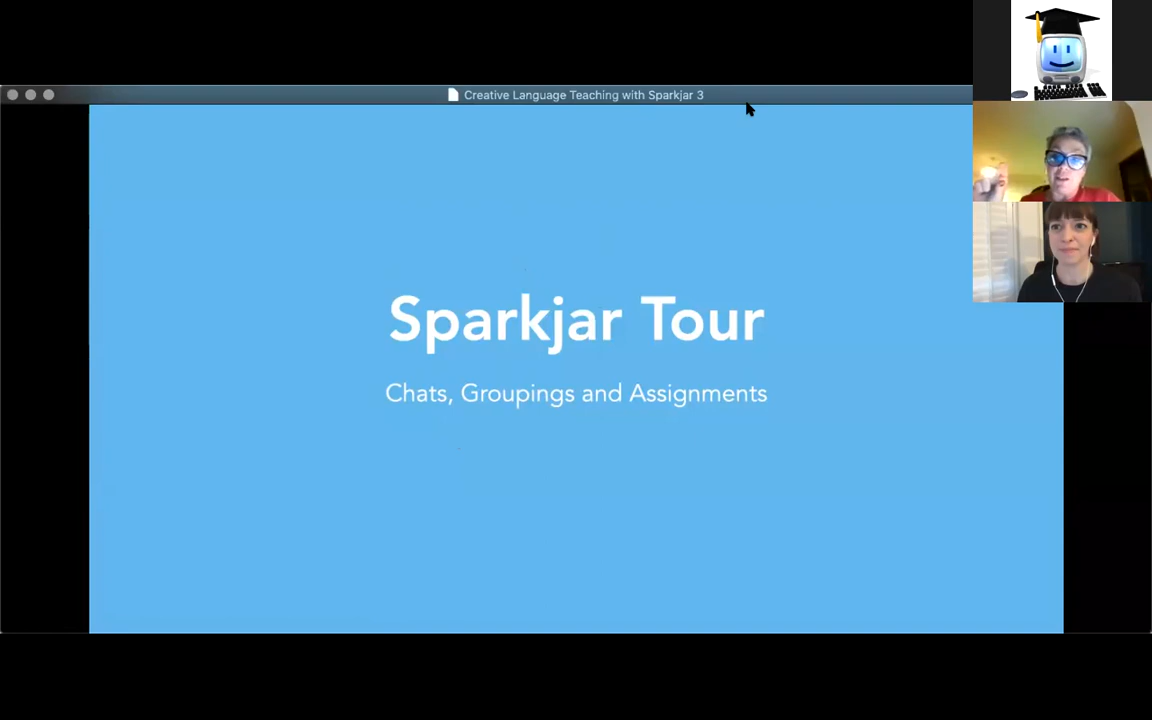 Creative Language Teaching with Sparkjar 3
Sparkjar Tour
Chats, Groupings and Assignments